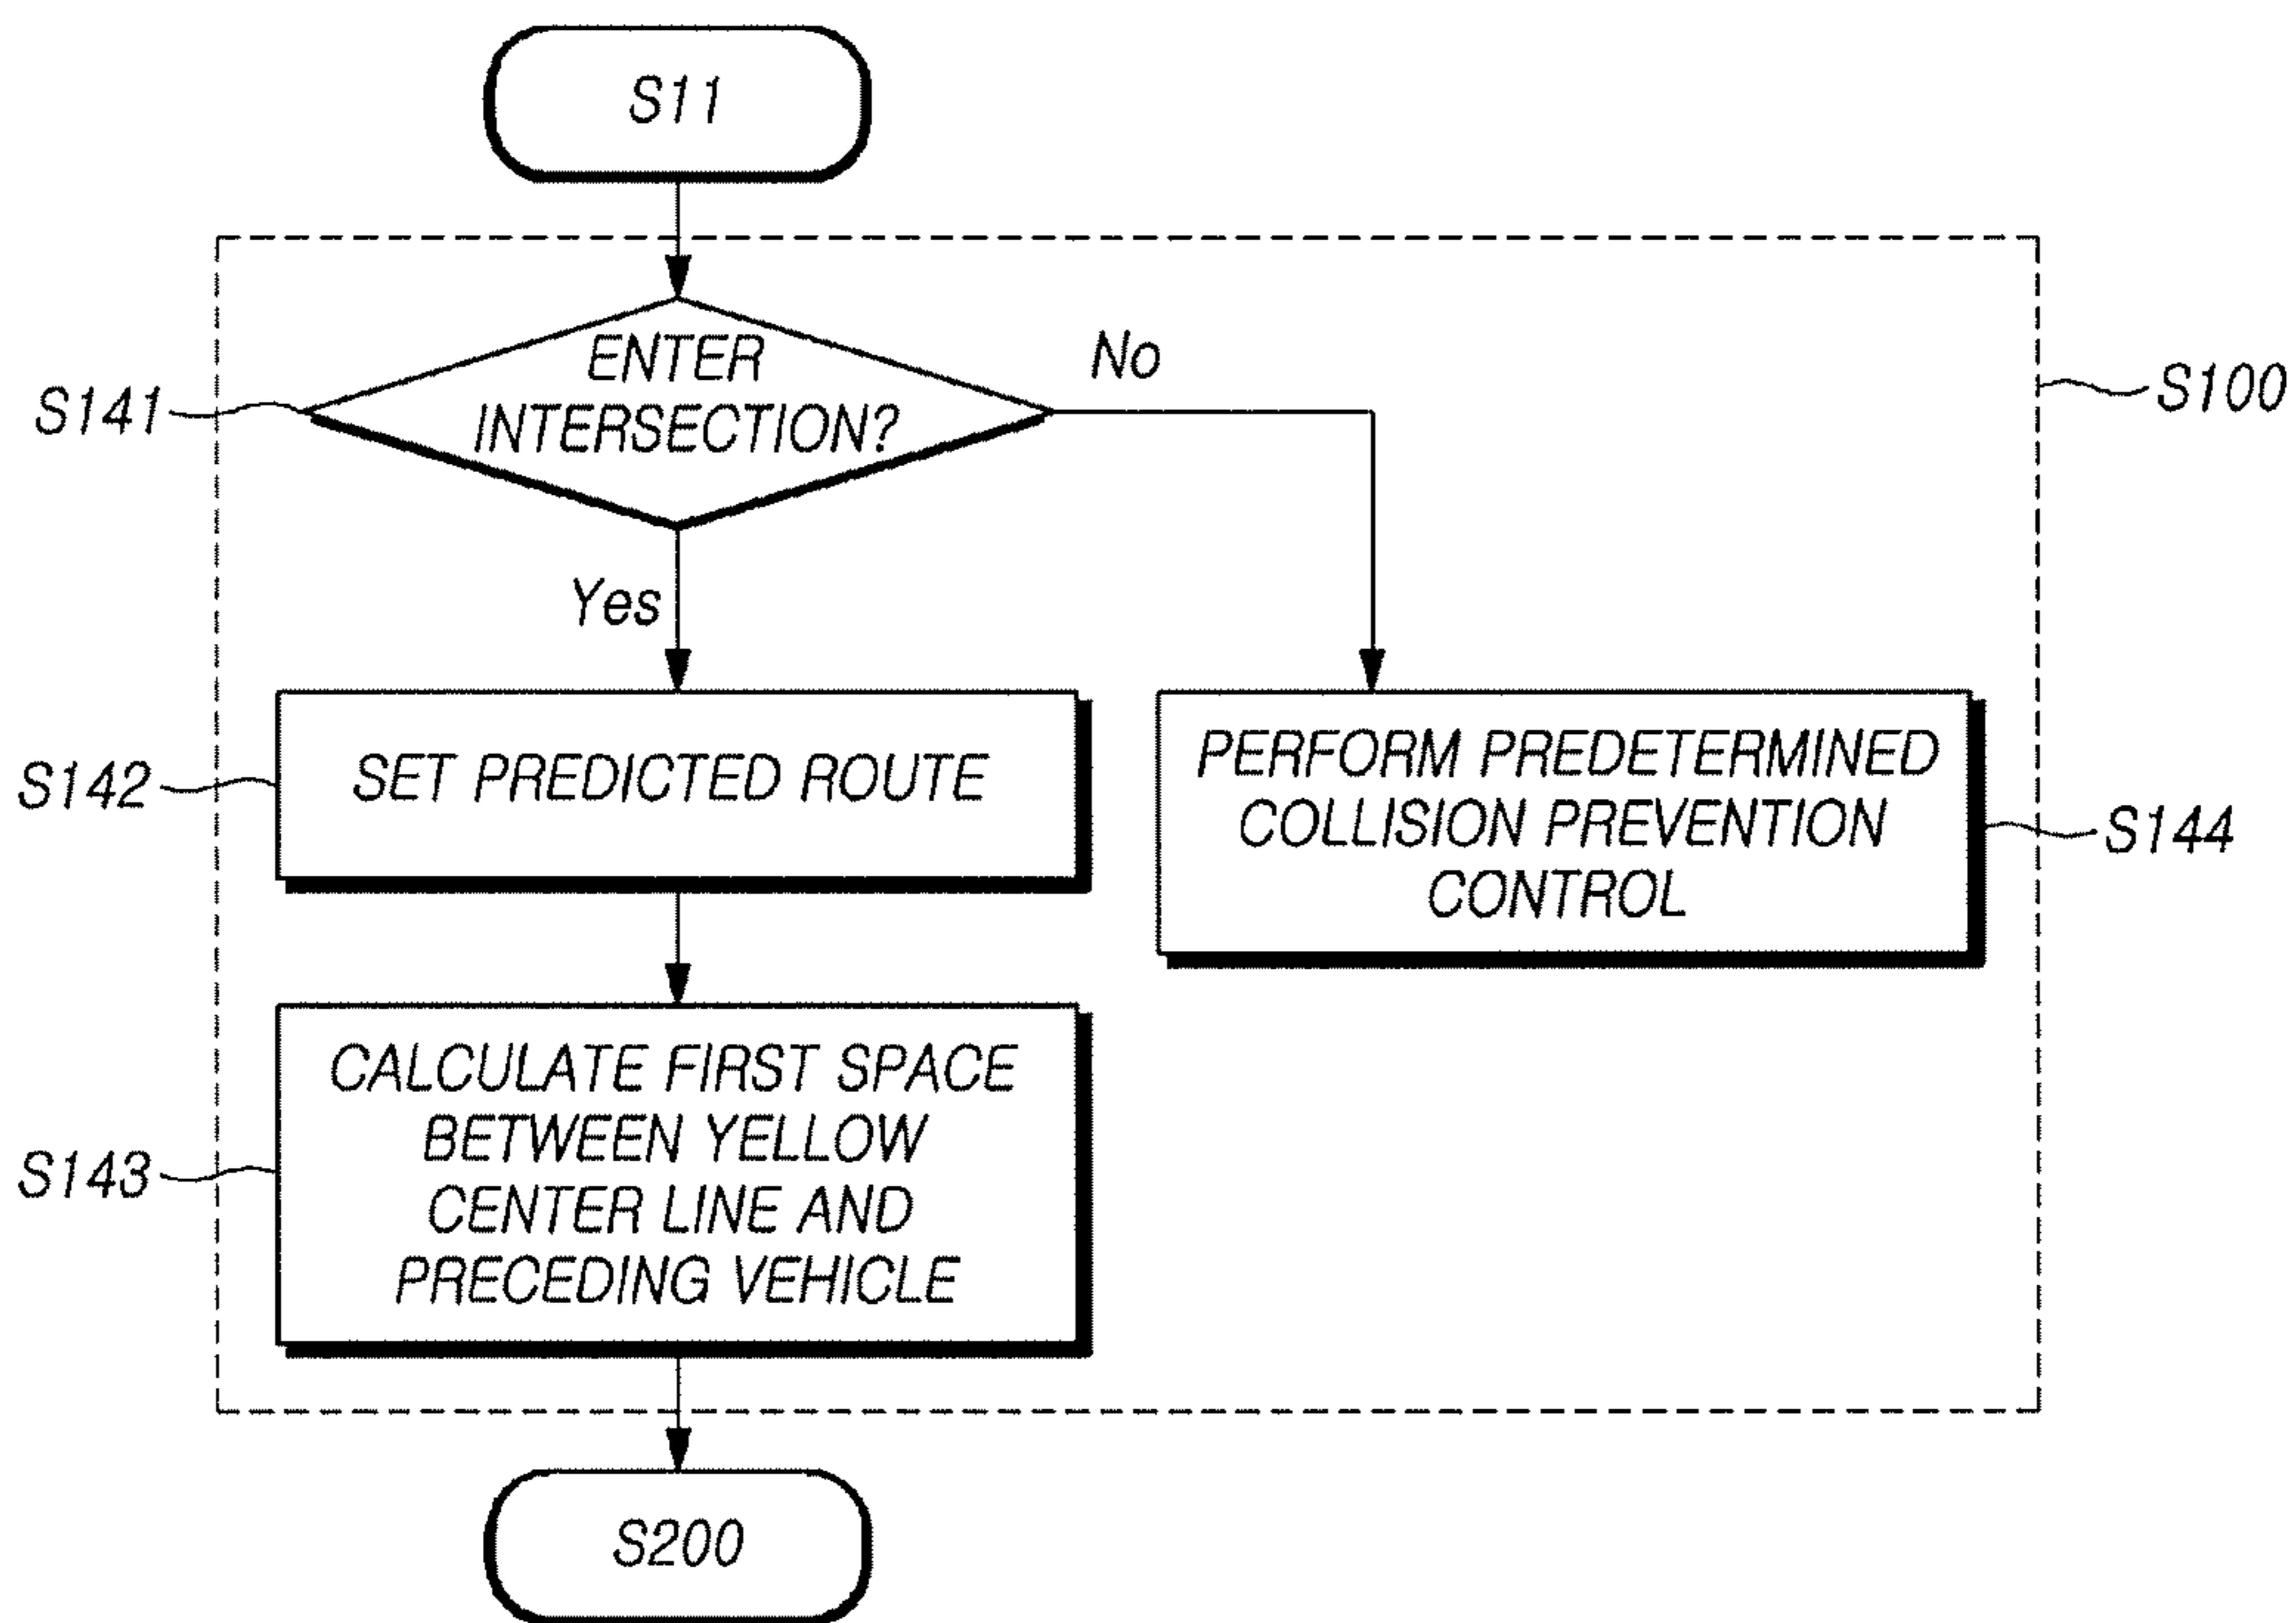 S11
ENTER
INTERSECTION?
No
S141
S100
Yes
SET PREDICTED ROUTE
S142
PERFORM PREDETERMINED
COLLISION PREVENTION
CONTROL
S144
CALCULATE FIRST SPACE
BETWEEN YELLOW
CENTER LINE AND
PRECEDING VEHICLE
S143
S200